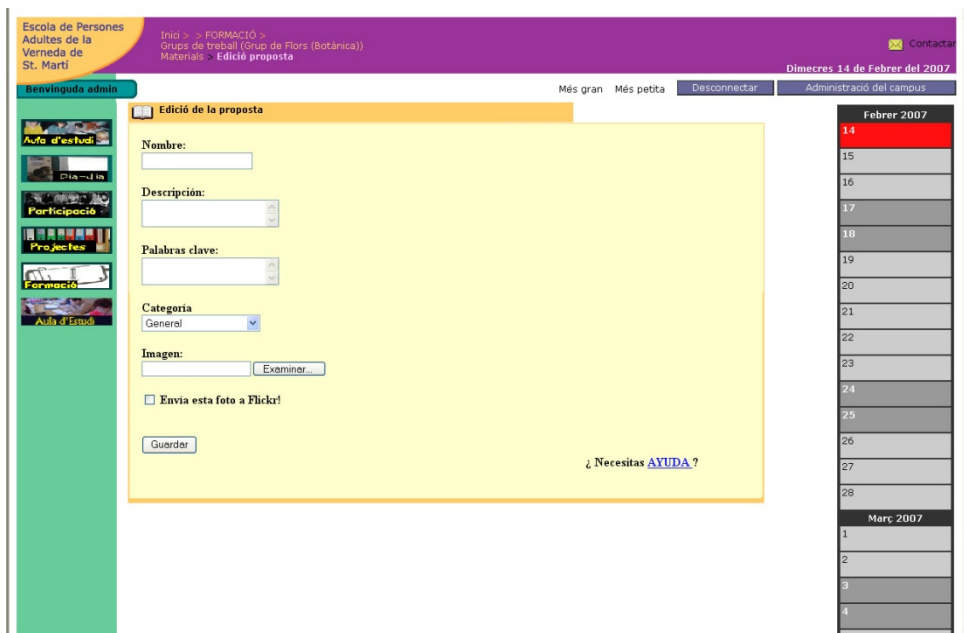 Escola de Persones
Adultes de la
Verneda de
St. Martí
Inici > > FORMACIÓ >
Grups de treball (Grup de Flors (Botànica))
Materials > Edició proposta
Contactar
Dimecres 14 de Febrer del 2007
Benvinguda admin
Més gran Més petita Desconnectar Administració del campus
Edició de la proposta
Aula d'estudi
Dia-dia
Participació
Projectes
Formació
Aula d'Estudi
Nombre:
Descripción:
Palabras clave:
Categoría
General
Imagen:
Examinar...
Envía esta foto a Flickr!
Guardar
¿ Necesitas AYUDA ?
Febrer 2007
14
15
16
17
18
19
20
21
22
23
24
25
26
27
28
Març 2007
1
2
3
4